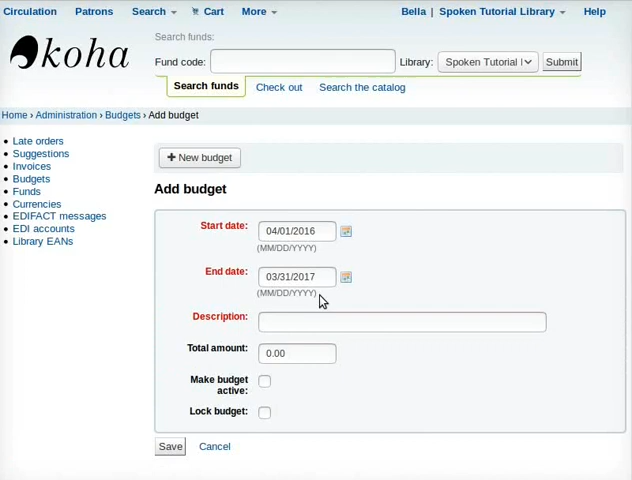 Circulation Patrons Search Cart More Bella | Spoken Tutorial Library Help
koha
Search funds:
Fund code: Library: Spoken Tutorial Submit
Search funds Check out Search the catalog
Home › Administration › Budgets › Add budget
Late orders
Suggestions
Invoices
Budgets
Funds
Currencies
EDIFACT messages
EDI accounts
Library EANs
+ New budget
Add budget
Start date: 04/01/2016
(MM/DD/YYYY)
End date: 03/31/2017
(MM/DD/YYYY)
Description:
Total amount: 0.00
Make budget
active:
Lock budget:
Save Cancel